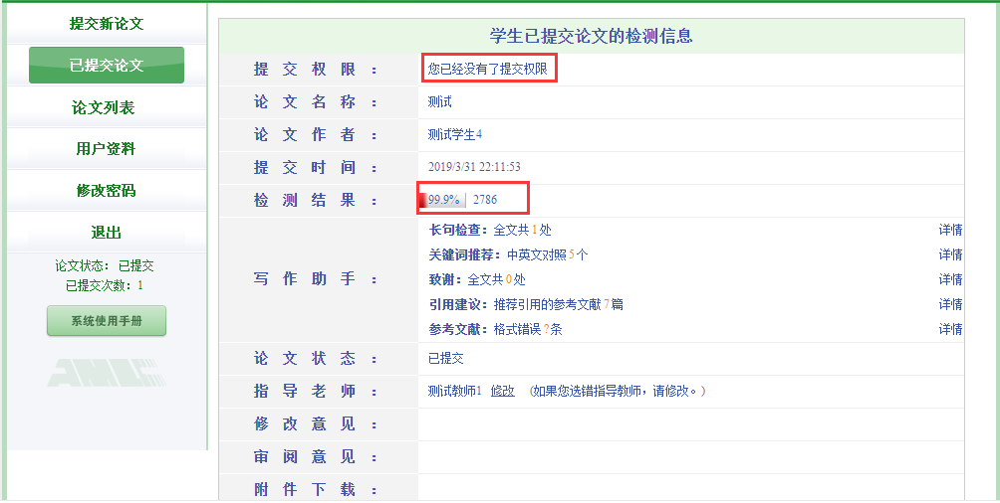 提交新论文
已提交论文
论文列表
用户资料
修改密码
退出
论文状态： 已提交
已提交次数：1
系统使用手册
学生已提交论文的检测信息
提交权限： 您已经没有了提交权限
论文名称： 测试
论文作者： 测试学生4
提交时间： 2019/3/31 22:11:53
检测结果： 99.9% 2786
写作助手：
长句检查：全文共1处 详情
关键词推荐：中英文对照5个 详情
致谢：全文共0处 详情
引用建议：推荐引用的参考文献7篇 详情
参考文献：格式错误?条 详情
论文状态： 已提交
指导老师： 测试教师1 修改 （如果您选错指导教师，请修改。）
修改意见：
审阅意见：
附件下载：